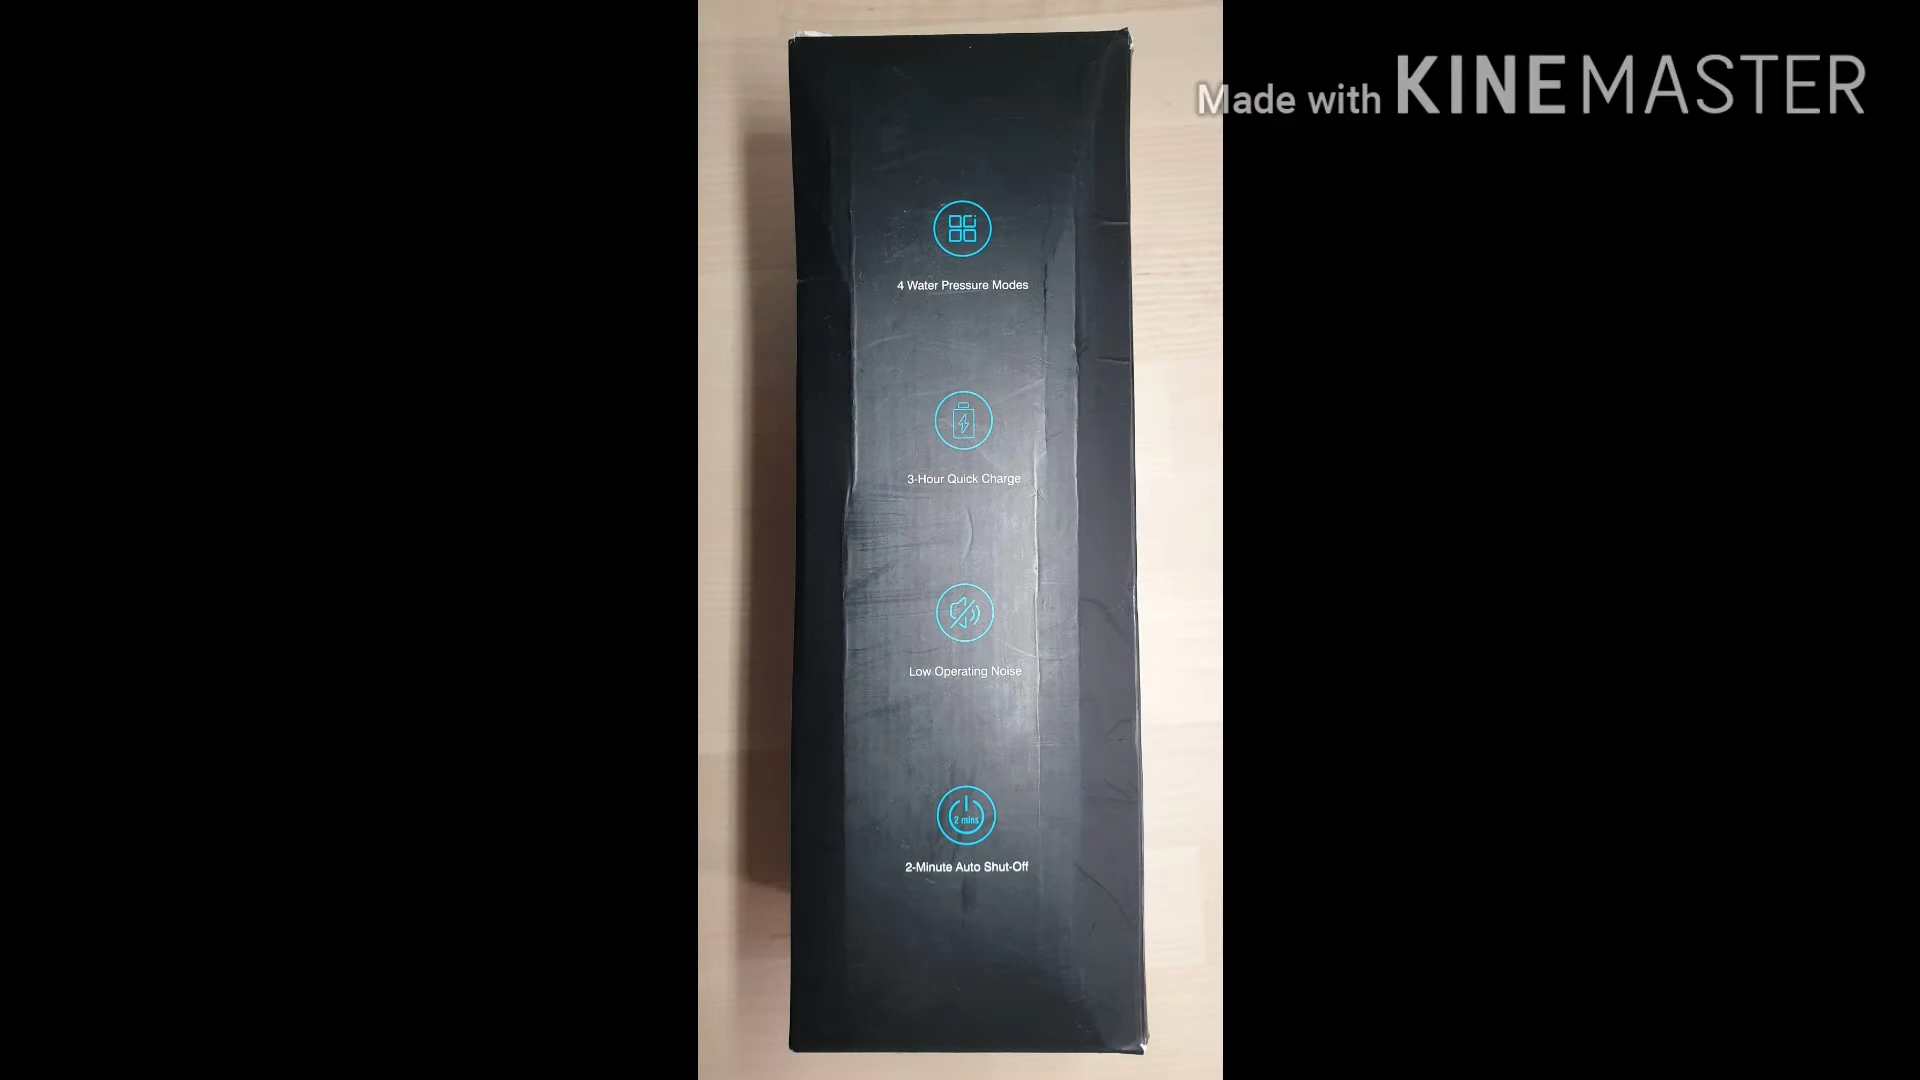 Made with KINEMASTER
4 Water Pressure Modes
3-Hour Quick Charge
Low Operating Noise
2 mins
2-Minute Auto Shut-Off